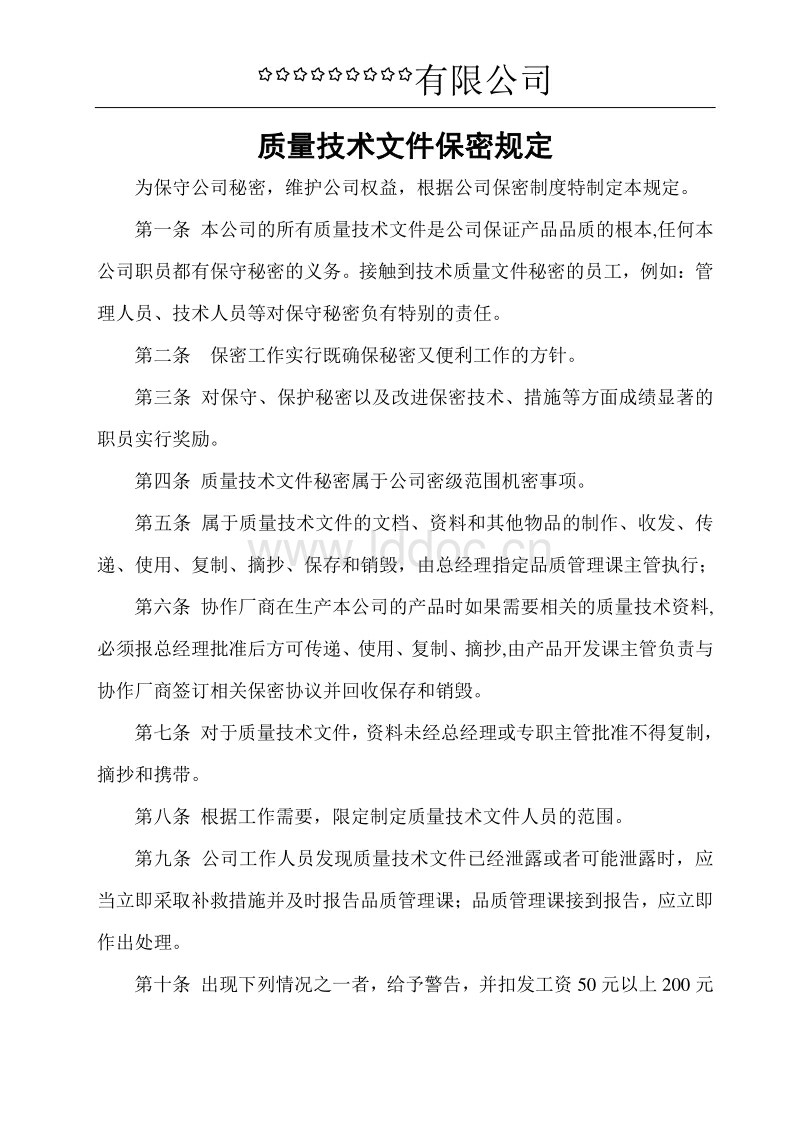 ✩✩✩✩✩✩✩✩✩有限公司
质量技术文件保密规定
为保守公司秘密，维护公司权益，根据公司保密制度特制定本规定。
第一条 本公司的所有质量技术文件是公司保证产品品质的根本,任何本
公司职员都有保守秘密的义务。接触到技术质量文件秘密的员工，例如：管
理人员、技术人员等对保守秘密负有特别的责任。
第二条　保密工作实行既确保秘密又便利工作的方针。
第三条 对保守、保护秘密以及改进保密技术、措施等方面成绩显著的
职员实行奖励。
第四条 质量技术文件秘密属于公司密级范围机密事项。
第五条 属于质量技术文件的文档、资料和其他物品的制作、收发、传
递、使用、复制、摘抄、保存和销毁，由总经理指定品质管理课主管执行；
www.lddoc.cn
第六条 协作厂商在生产本公司的产品时如果需要相关的质量技术资料,
必须报总经理批准后方可传递、使用、复制、摘抄,由产品开发课主管负责与
协作厂商签订相关保密协议并回收保存和销毁。
第七条 对于质量技术文件，资料未经总经理或专职主管批准不得复制，
摘抄和携带。
第八条 根据工作需要，限定制定质量技术文件人员的范围。
第九条 公司工作人员发现质量技术文件已经泄露或者可能泄露时，应
当立即采取补救措施并及时报告品质管理课；品质管理课接到报告，应立即
作出处理。
第十条 出现下列情况之一者，给予警告，并扣发工资 50 元以上 200 元